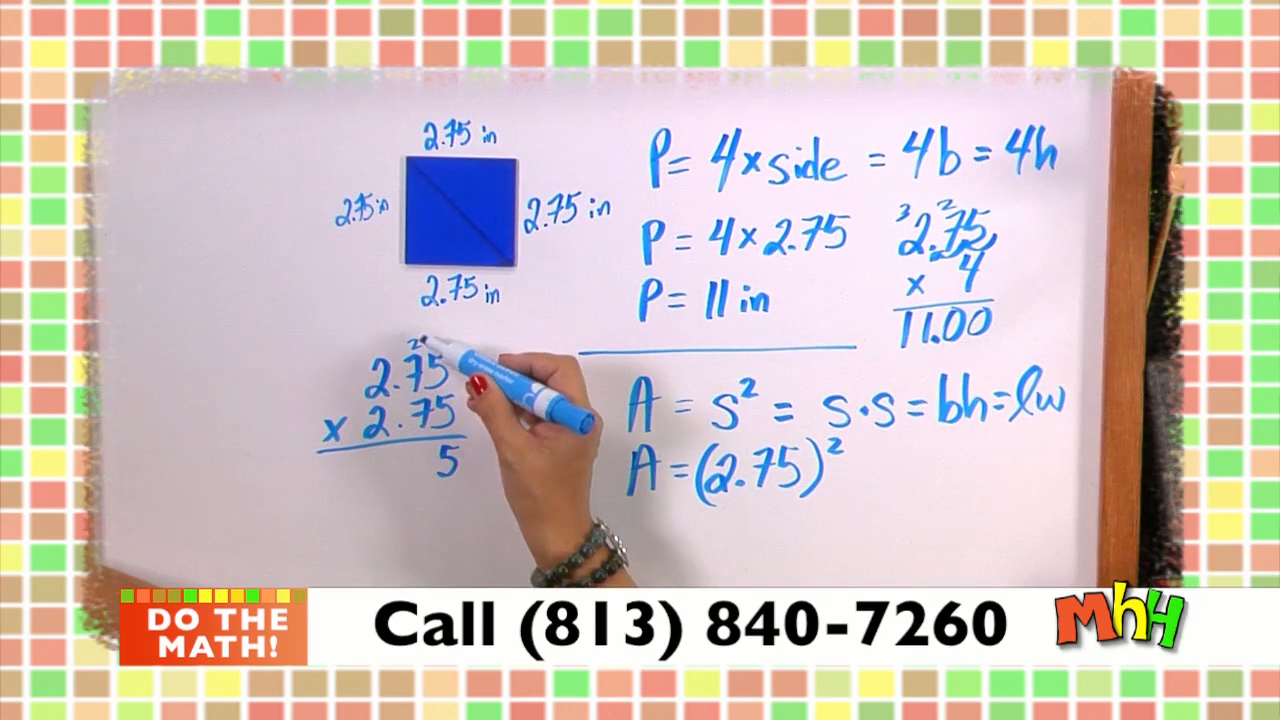 2.75 in
2.75 in
2.75 in
2.75 in
P = 4 x side = 4b = 4h
P = 4 x 2.75
P = 11 in
3 2
2.75
x 4
11.00
2
2.75
x 2.75
5
A = s² = s·s = bh = lw
A = (2.75)²
DO THE
MATH!
Call (813) 840-7260
Mh4